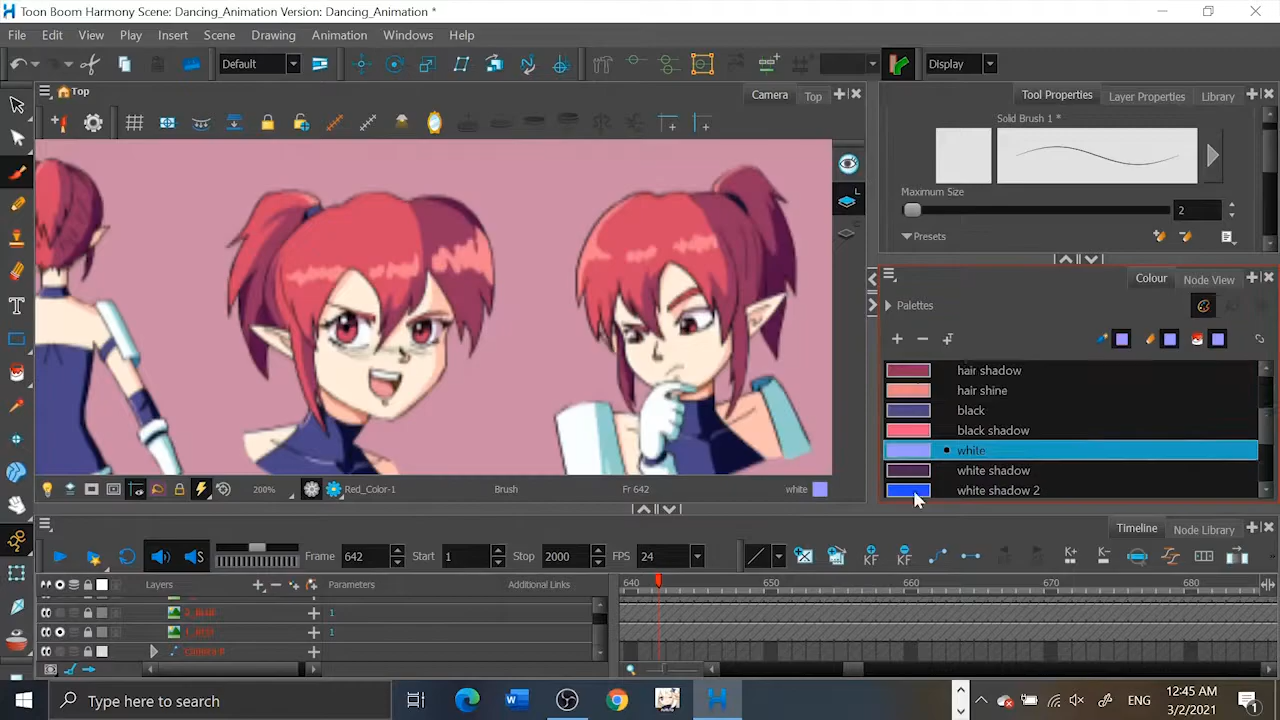 Toon Boom Harmony Scene: Dancing_Animation Version: Dancing_Animation *
File Edit View Play Insert Scene Drawing Animation Windows Help
Default
Display
Top
Camera Top
Tool Properties Layer Properties Library
Solid Brush 1 *
Maximum Size
2
Presets
Colour Node View
Palettes
hair shadow
hair shine
black
black shadow
white
white shadow
white shadow 2
200% Red_Color-1 Brush Fr 642 white
Timeline Node Library
Frame 642 Start 1 Stop 2000 FPS 24
KF KF K+ K-
Layers Parameters Additional Links
640 650 660 670 680
1
1
Type here to search
ENG
12:45 AM
3/2/2021
1